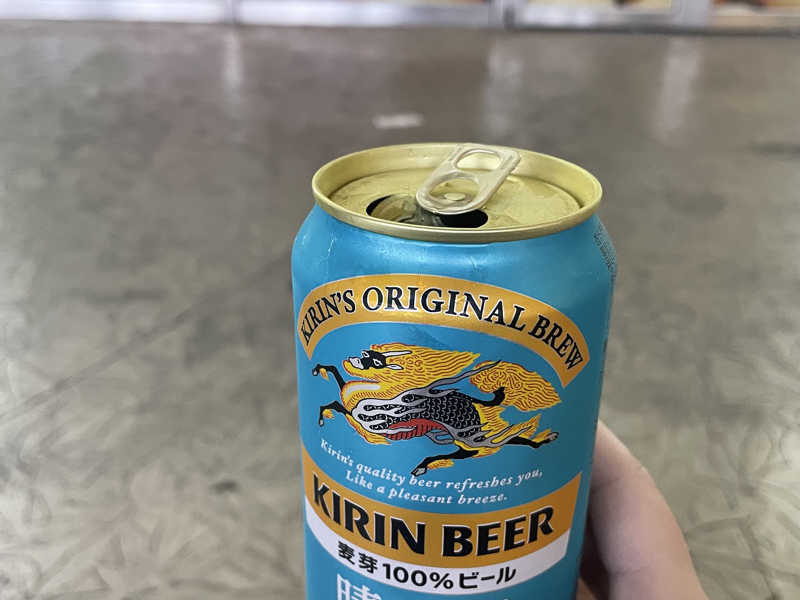 KIRIN'S ORIGINAL BREW
Kirin's quality beer refreshes you,
Like a pleasant breeze.
KIRIN BEER
麦芽100%ビール